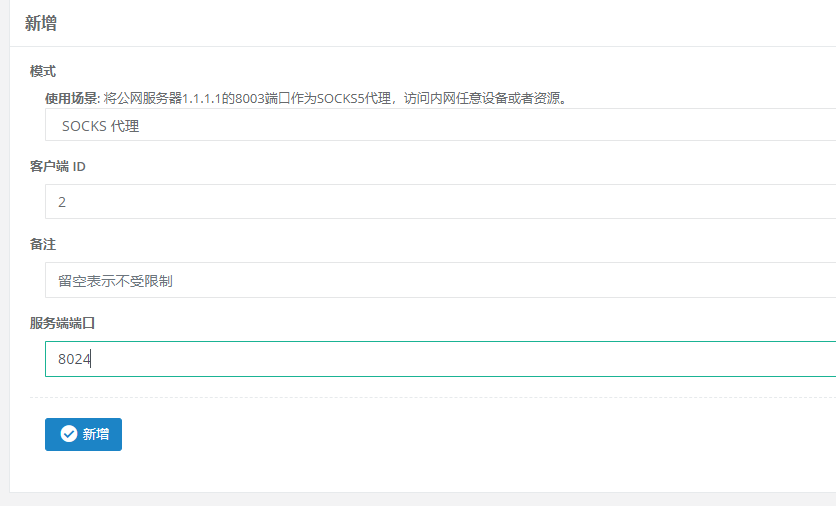 新增
模式
使用场景: 将公网服务器1.1.1.1的8003端口作为SOCKS5代理，访问内网任意设备或者资源。
SOCKS 代理
客户端 ID
2
备注
留空表示不受限制
服务端端口
8024
新增